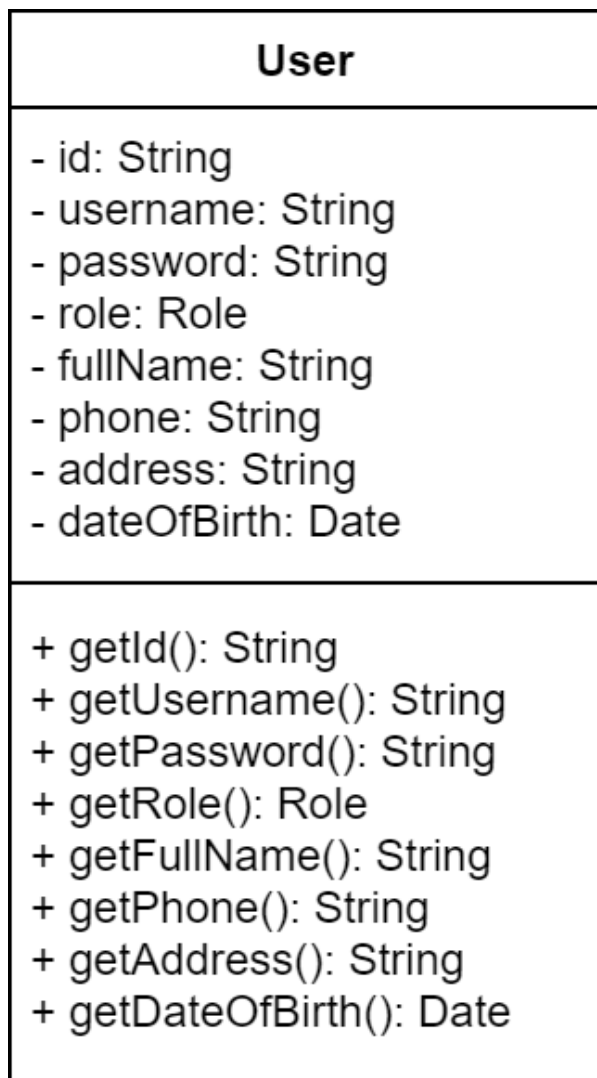 User
- id: String
- username: String
- password: String
- role: Role
- fullName: String
- phone: String
- address: String
- dateOfBirth: Date
+ getId(): String
+ getUsername(): String
+ getPassword(): String
+ getRole(): Role
+ getFullName(): String
+ getPhone(): String
+ getAddress(): String
+ getDateOfBirth(): Date